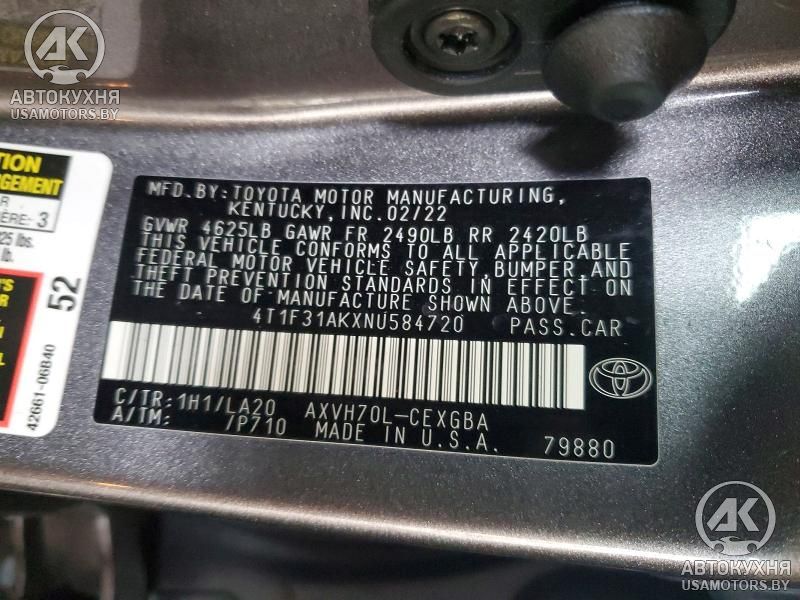 АК
АВТОКУХНЯ
USAMOTORS.BY
MFD.BY:TOYOTA MOTOR MANUFACTURING,
KENTUCKY,INC.02/22
GVWR 4625LB GAWR FR 2490LB RR 2420LB
THIS VEHICLE CONFORMS TO ALL APPLICABLE
FEDERAL MOTOR VEHICLE SAFETY,BUMPER,AND
THEFT PREVENTION STANDARDS IN EFFECT ON
THE DATE OF MANUFACTURE SHOWN ABOVE.
4T1F31AKXNU584720 PASS.CAR
C/TR:1H1/LA20 AXVH70L-CEXGBA
A/TM: /P710 MADE IN U.S.A. 79880
52
42661-06B40
АК
АВТОКУХНЯ
USAMOTORS.BY